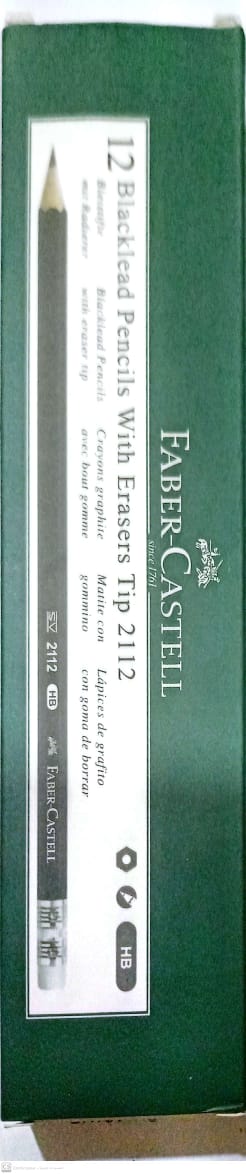 FABER-CASTELL
since 1761
12 Blacklead Pencils With Erasers Tip 2112
Bleistifte Blacklead Pencils Crayons graphite Matite con Lápices de grafito
mit Radierer with eraser tip avec bout gomme gommino con goma de borrar
HB
SV 2112 HB FABER-CASTELL